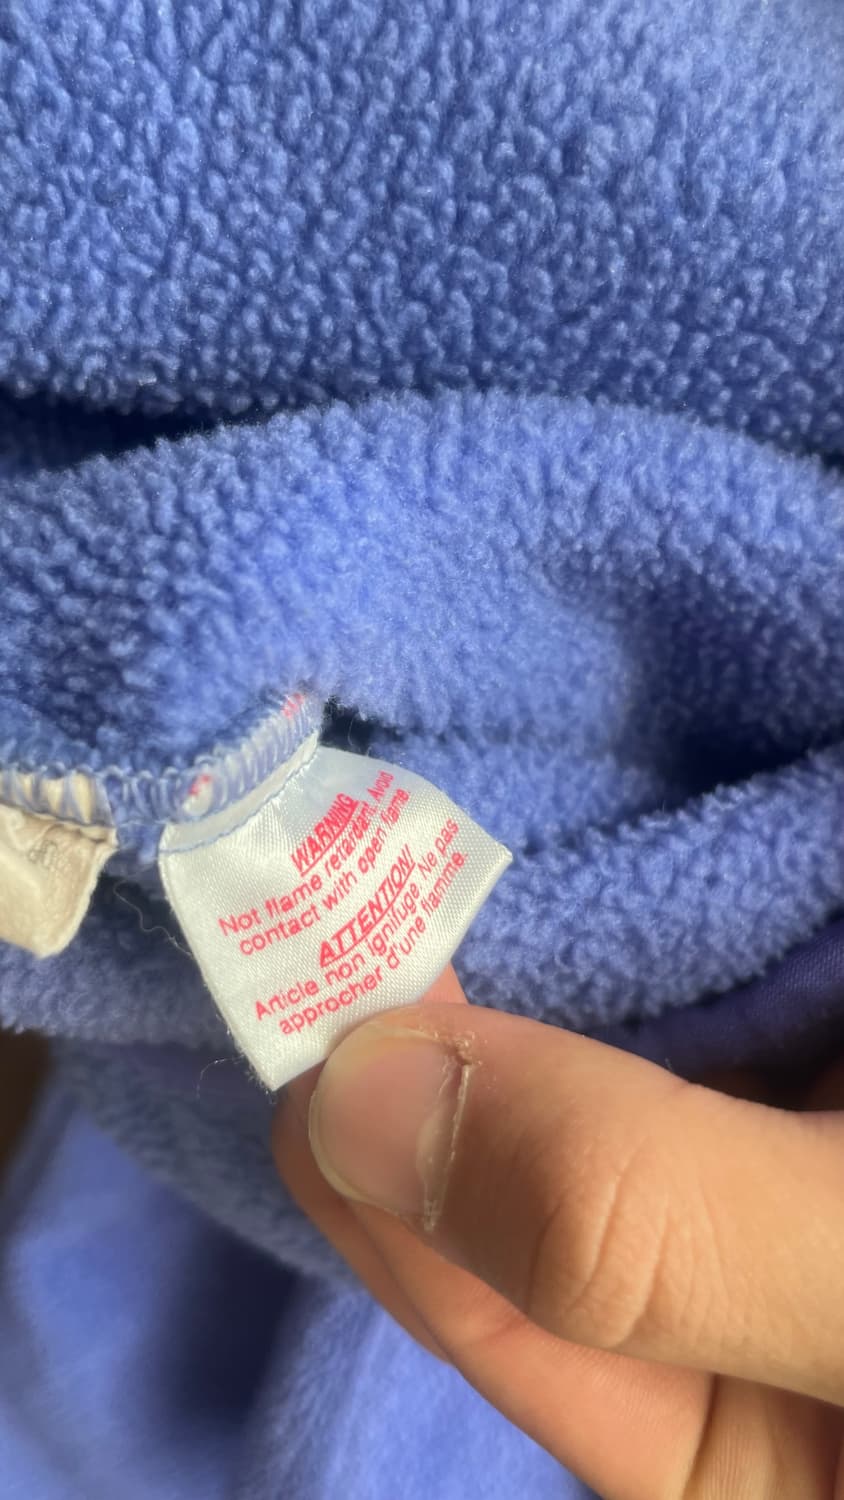 WARNING
Not flame retardant. Avoid
contact with open flame
ATTENTION!
Article non ignifuge. Ne pas
approcher d'une flamme.